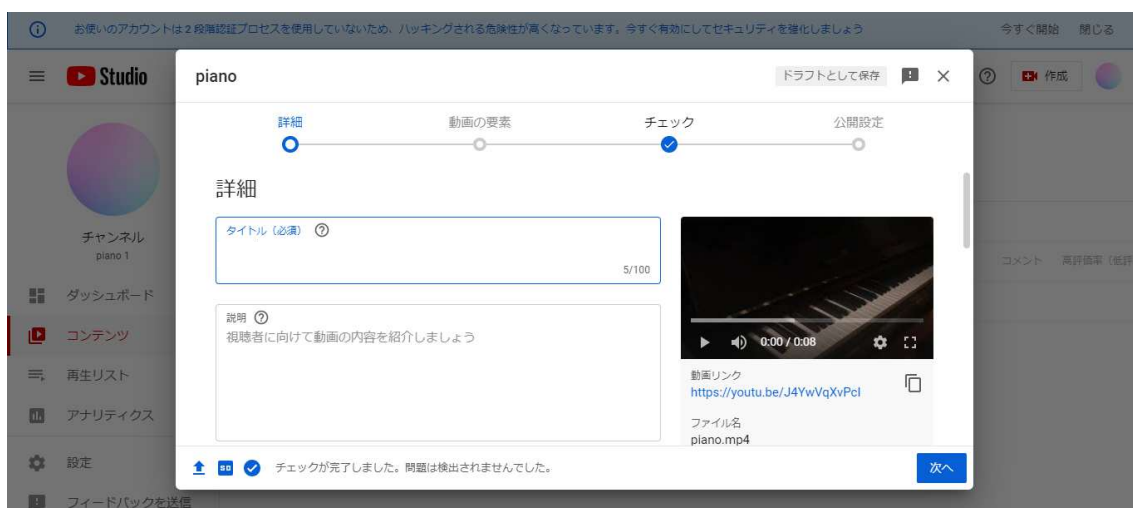 お使いのアカウントは2段階認証プロセスを使用していないため、ハッキングされる危険性が高くなっています。今すぐ有効にしてセキュリティを強化しましょう 今すぐ開始 閉じる
Studio
作成
piano
ドラフトとして保存
詳細 動画の要素 チェック 公開設定
詳細
タイトル（必須）
5/100
説明
視聴者に向けて動画の内容を紹介しましょう
0:00 / 0:08
動画リンク
https://youtu.be/J4YwVqXvPcI
ファイル名
piano.mp4
チェックが完了しました。問題は検出されませんでした。
次へ
チャンネル
piano 1
ダッシュボード
コンテンツ
再生リスト
アナリティクス
設定
フィードバックを送信
コメント 高評価率（低評